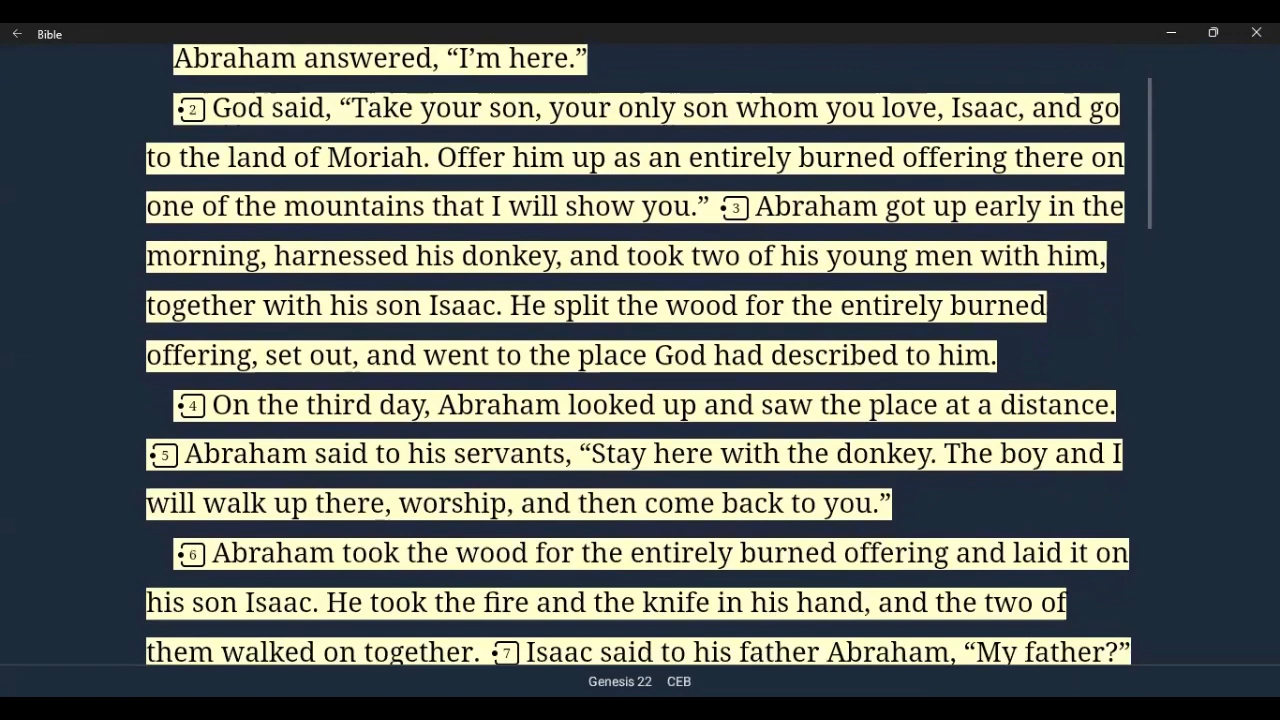 Bible
Abraham answered, “I’m here.”
2 God said, “Take your son, your only son whom you love, Isaac, and go
to the land of Moriah. Offer him up as an entirely burned offering there on
one of the mountains that I will show you.” 3 Abraham got up early in the
morning, harnessed his donkey, and took two of his young men with him,
together with his son Isaac. He split the wood for the entirely burned
offering, set out, and went to the place God had described to him.
4 On the third day, Abraham looked up and saw the place at a distance.
5 Abraham said to his servants, “Stay here with the donkey. The boy and I
will walk up there, worship, and then come back to you.”
6 Abraham took the wood for the entirely burned offering and laid it on
his son Isaac. He took the fire and the knife in his hand, and the two of
them walked on together. 7 Isaac said to his father Abraham, “My father?”
Genesis 22 CEB